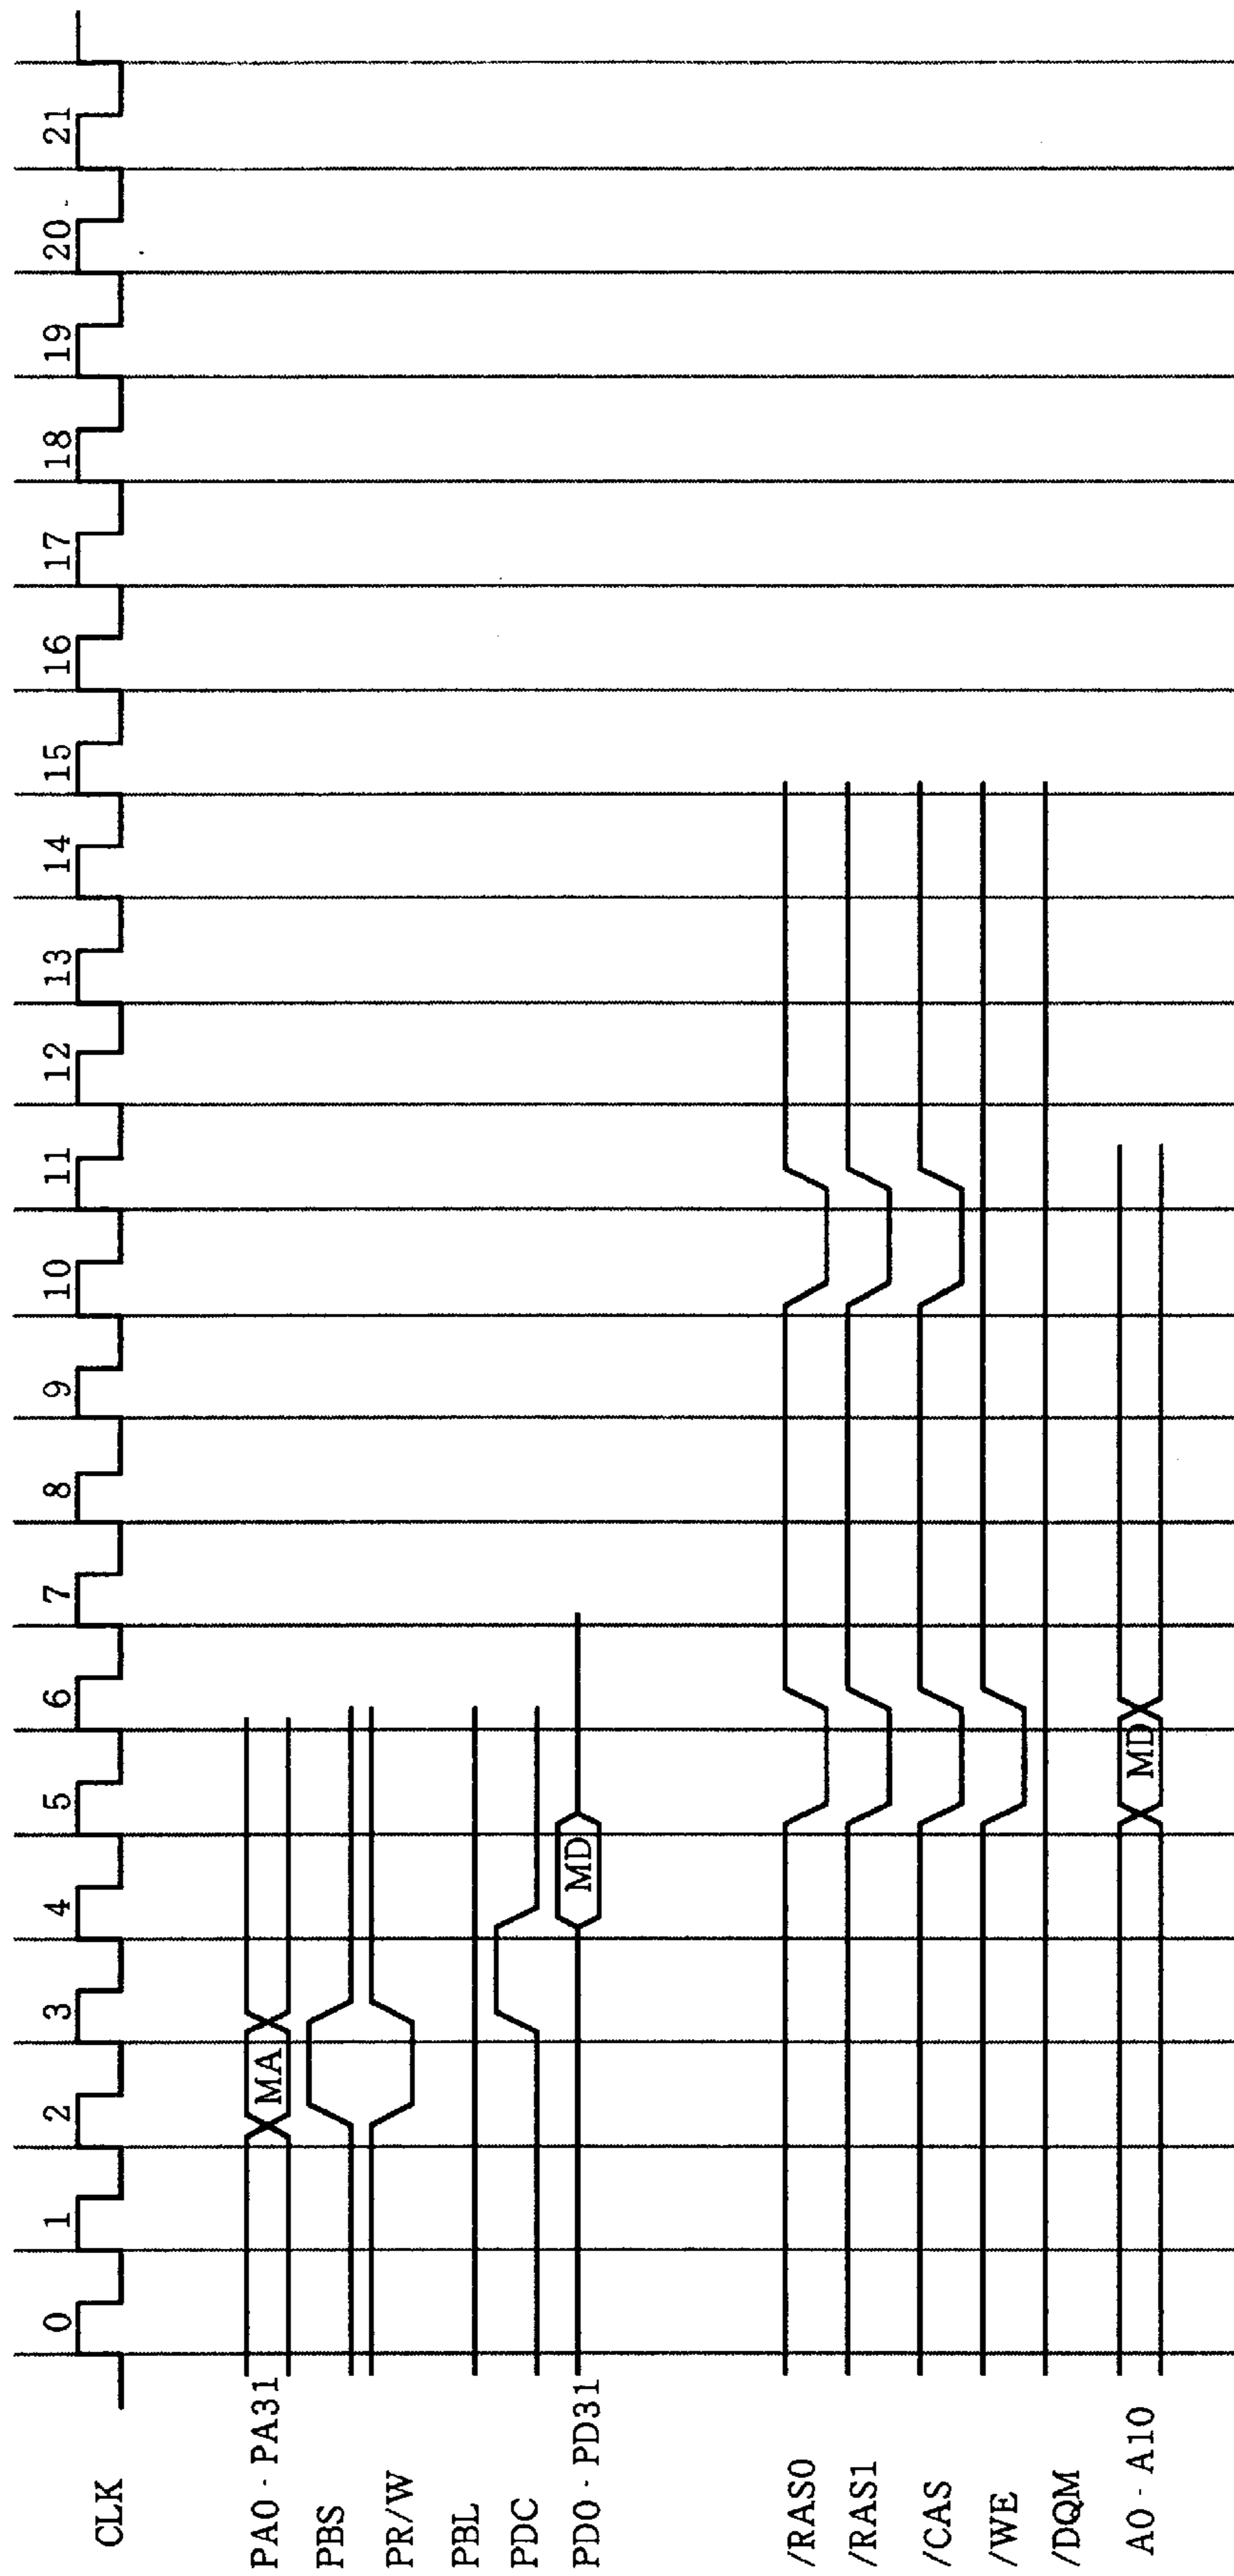 0 1 2 3 4 5 6 7 8 9 10 11 12 13 14 15 16 17 18 19 20 21
CLK
PA0 - PA31 MA
PBS
PR/W
PBL
PDC
PD0 - PD31 MD
/RAS0
/RAS1
/CAS
/WE
/DQM
A0 - A10 MD